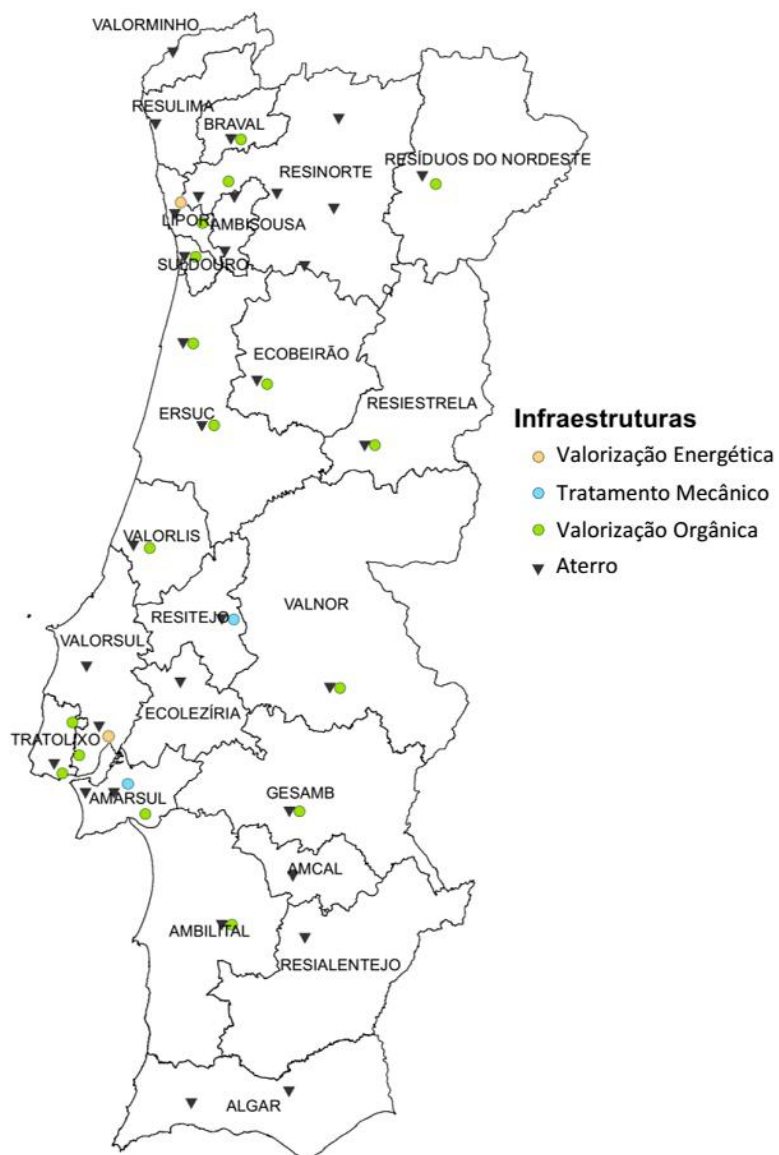 VALORMINHO
RESULIMA
BRAVAL
RESINORTE
RESÍDUOS DO NORDESTE
LIPOR
AMBISOUSA
SULDOURO
ECOBEIRÃO
RESIESTRELA
ERSUC
Infraestruturas
Valorização Energética
Tratamento Mecânico
Valorização Orgânica
Aterro
VALORLIS
RESITEJO
VALNOR
VALORSUL
ECOLEZÍRIA
TRATOLIXO
AMARSUL
GESAMB
AMCAL
AMBILITAL
RESIALENTEJO
ALGAR